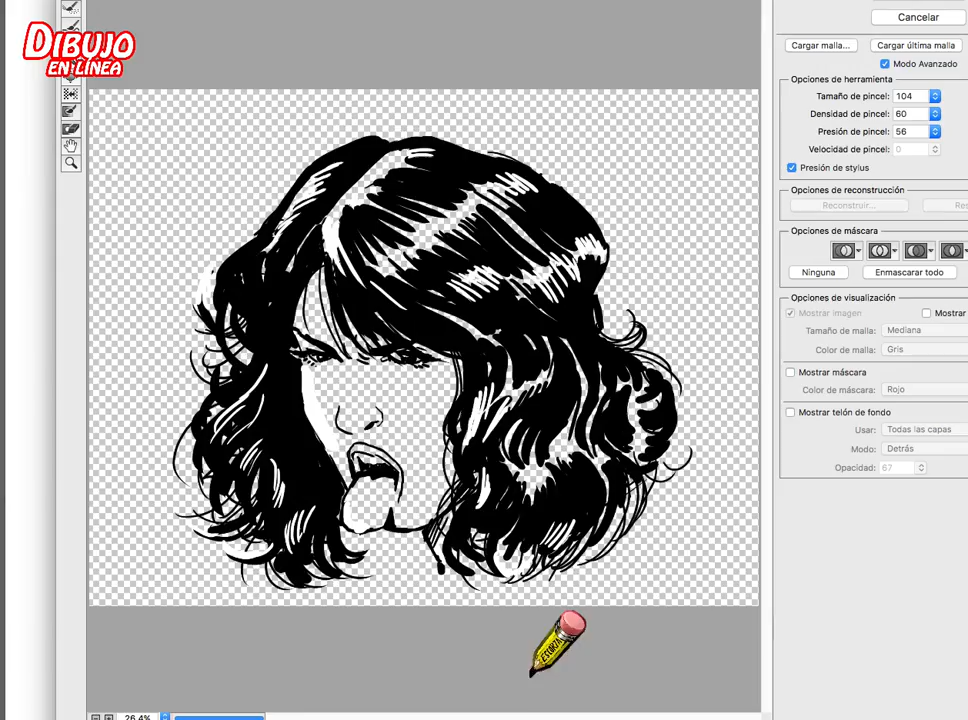 DIBUJO
EN LÍNEA
Cancelar
Cargar malla...
Cargar última malla
Modo Avanzado
Opciones de herramienta
Tamaño de pincel: 104
Densidad de pincel: 60
Presión de pincel: 56
Velocidad de pincel: 0
Presión de stylus
Opciones de reconstrucción
Reconstruir...
Res
Opciones de máscara
Ninguna
Enmascarar todo
Opciones de visualización
Mostrar imagen
Mostrar
Tamaño de malla: Mediana
Color de malla: Gris
Mostrar máscara
Color de máscara: Rojo
Mostrar telón de fondo
Usar: Todas las capas
Modo: Detrás
Opacidad: 67
26,4%